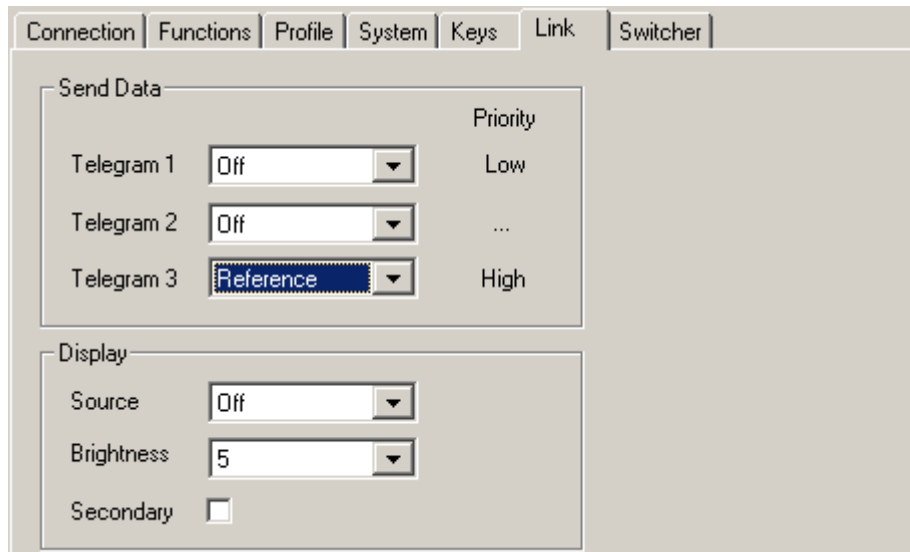 Connection Functions Profile System Keys Link Switcher
Send Data
Priority
Telegram 1 Off Low
Telegram 2 Off ...
Telegram 3 Reference High
Display
Source Off
Brightness 5
Secondary